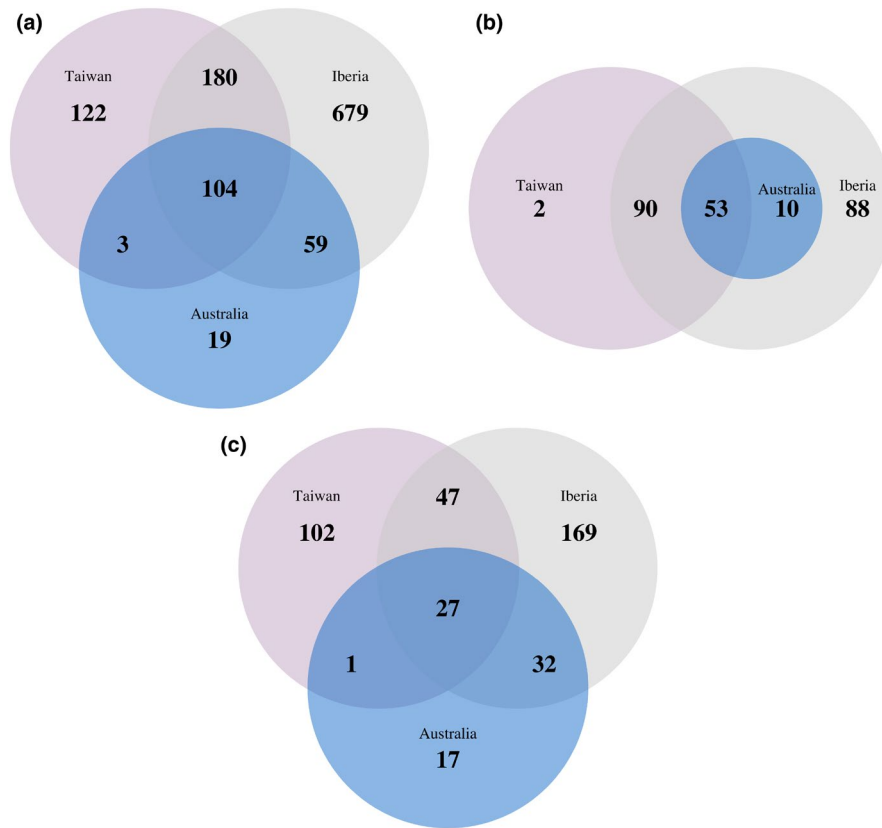 (a)
Taiwan
122
180
Iberia
679
104
3
59
Australia
19
(b)
Taiwan
2
90
53
Australia
10
Iberia
88
(c)
Taiwan
102
47
Iberia
169
27
1
32
Australia
17